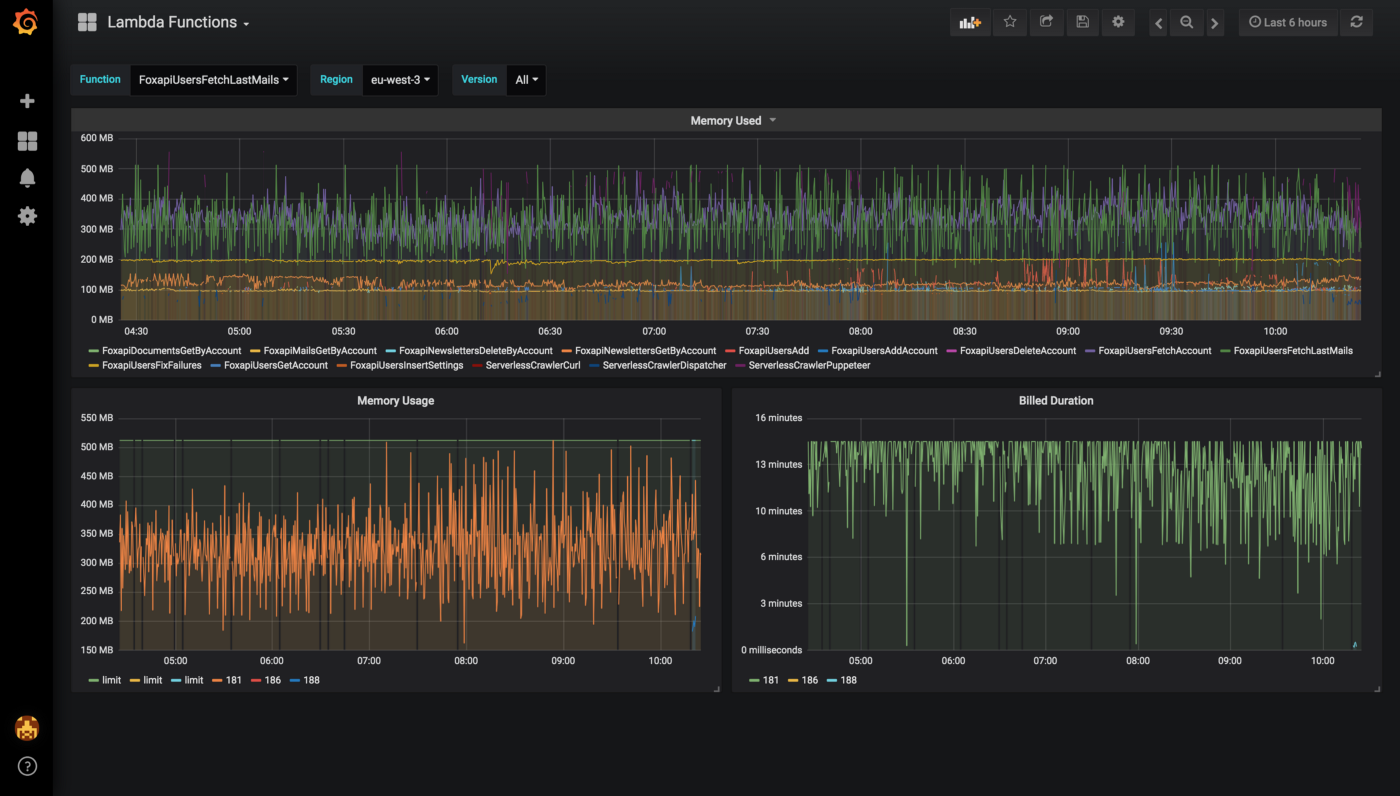 Lambda Functions
Last 6 hours
Function FoxapiUsersFetchLastMails Region eu-west-3 Version All
Memory Used
600 MB
500 MB
400 MB
300 MB
200 MB
100 MB
0 MB
04:30 05:00 05:30 06:00 06:30 07:00 07:30 08:00 08:30 09:00 09:30 10:00
FoxapiDocumentsGetByAccount FoxapiMailsGetByAccount FoxapiNewslettersDeleteByAccount FoxapiNewslettersGetByAccount FoxapiUsersAdd FoxapiUsersAddAccount FoxapiUsersDeleteAccount FoxapiUsersFetchAccount FoxapiUsersFetchLastMails
FoxapiUsersFixFailures FoxapiUsersGetAccount FoxapiUsersInsertSettings ServerlessCrawlerCurl ServerlessCrawlerDispatcher ServerlessCrawlerPuppeteer
Memory Usage
550 MB
500 MB
450 MB
400 MB
350 MB
300 MB
250 MB
200 MB
150 MB
05:00 06:00 07:00 08:00 09:00 10:00
limit limit limit 181 186 188
Billed Duration
16 minutes
13 minutes
10 minutes
6 minutes
3 minutes
0 milliseconds
05:00 06:00 07:00 08:00 09:00 10:00
181 186 188
?